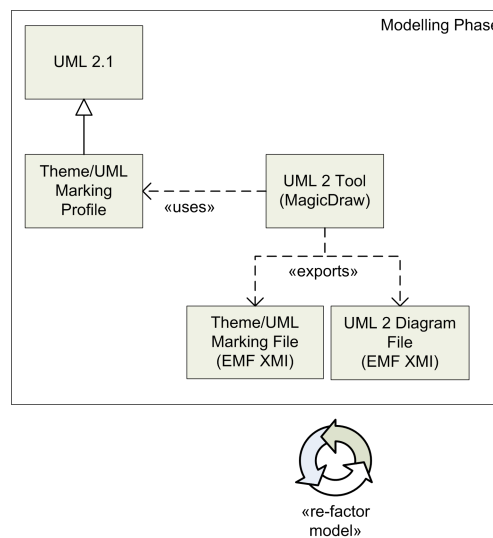 Modelling Phase
UML 2.1
Theme/UML
Marking
Profile
UML 2 Tool
(MagicDraw)
«uses»
«exports»
Theme/UML
Marking File
(EMF XMI)
UML 2 Diagram
File
(EMF XMI)
«re-factor
model»